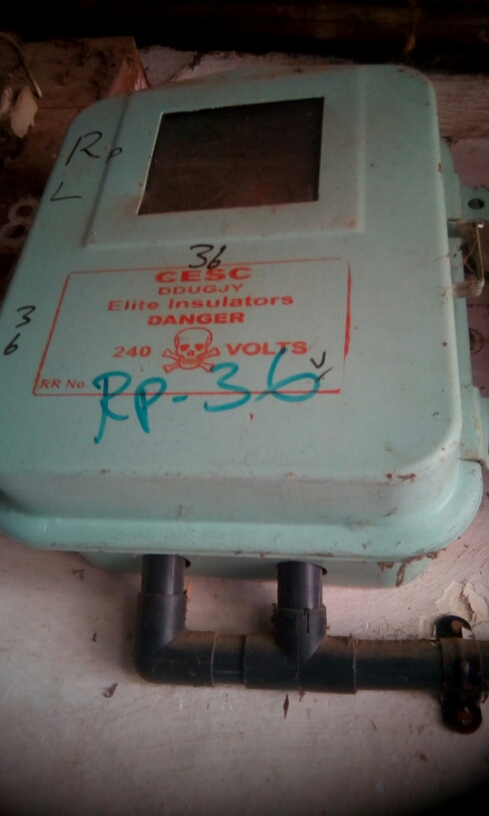 Rp
L
36
3
6
CESC
DDUGJY
Elite Insulators
DANGER
240 VOLTS
RR No. Rp-36